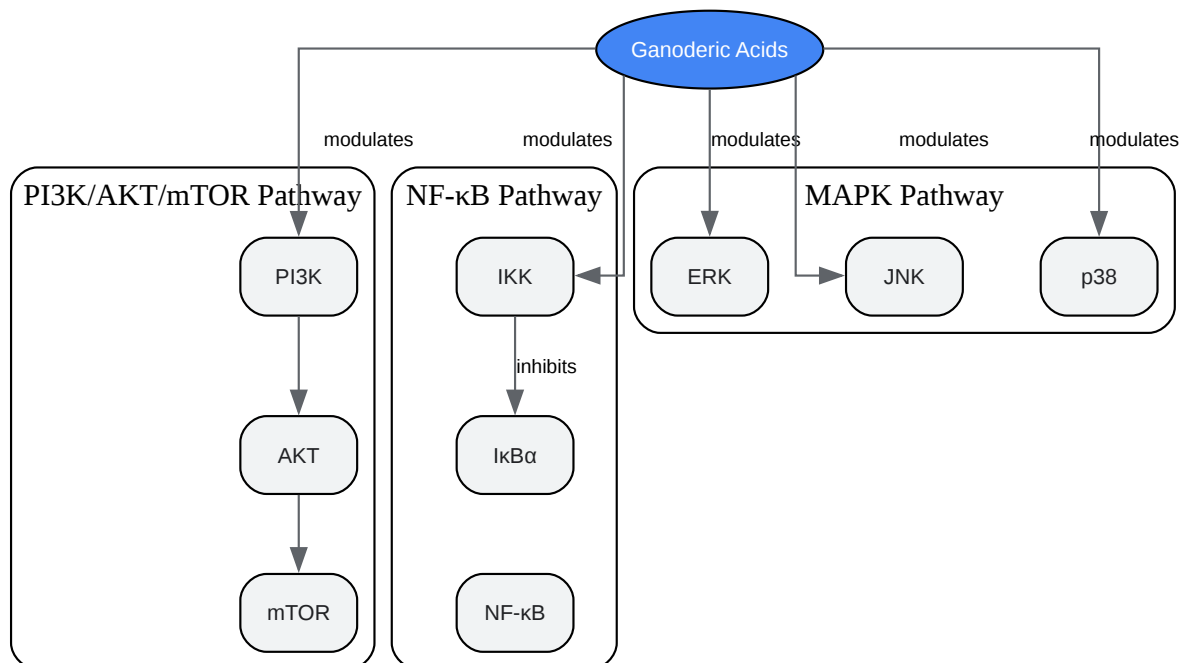 Ganoderic Acids
modulates
modulates
modulates
modulates
modulates
PI3K/AKT/mTOR Pathway
NF-κB Pathway
MAPK Pathway
PI3K
IKK
ERK
JNK
p38
inhibits
AKT
IκBα
mTOR
NF-κB